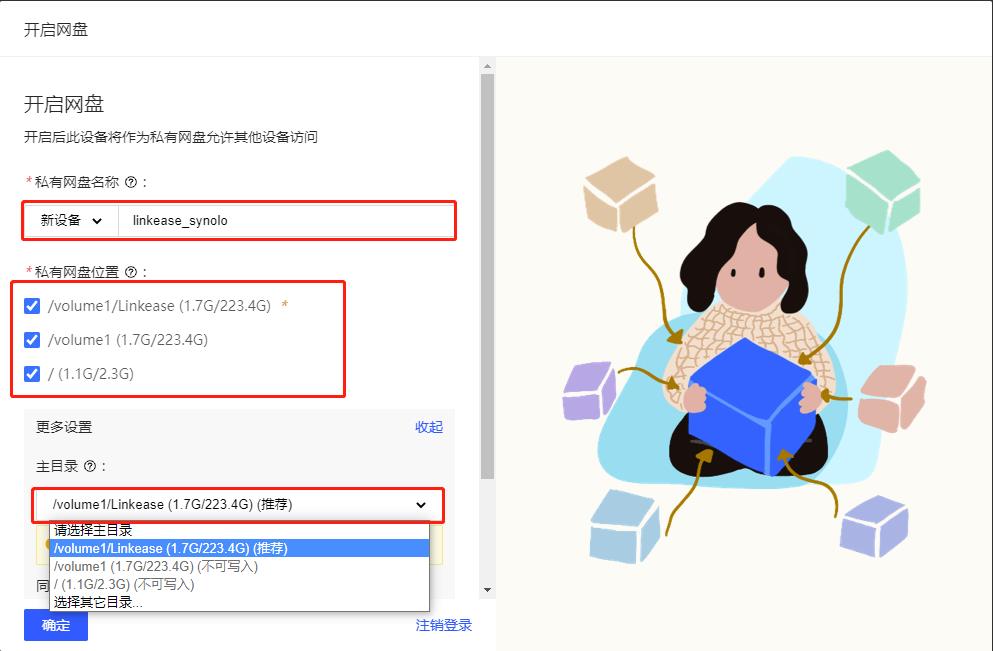 开启网盘
开启网盘
开启后此设备将作为私有网盘允许其他设备访问
*私有网盘名称 ? :
新设备 linkease_synolo
*私有网盘位置 ? :
/volume1/Linkease (1.7G/223.4G) *
/volume1 (1.7G/223.4G)
/ (1.1G/2.3G)
更多设置 收起
主目录 ? :
/volume1/Linkease (1.7G/223.4G) (推荐)
请选择主目录
/volume1/Linkease (1.7G/223.4G) (推荐)
/volume1 (1.7G/223.4G) (不可写入)
/ (1.1G/2.3G) (不可写入)
同
选择其它目录...
确定 注销登录